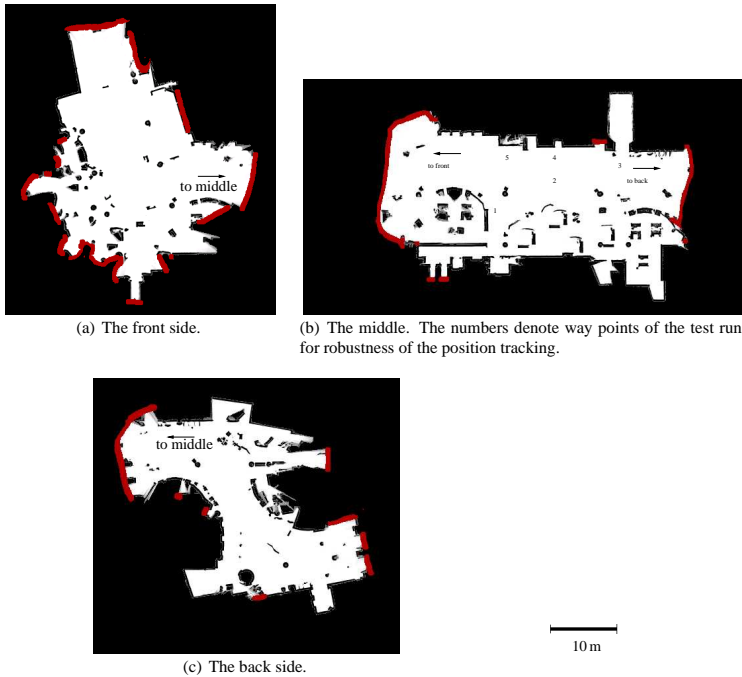 to middle
(a) The front side.
5
4
3
to front
to back
2
1
(b) The middle. The numbers denote way points of the test run
for robustness of the position tracking.
to middle
(c) The back side.
10 m